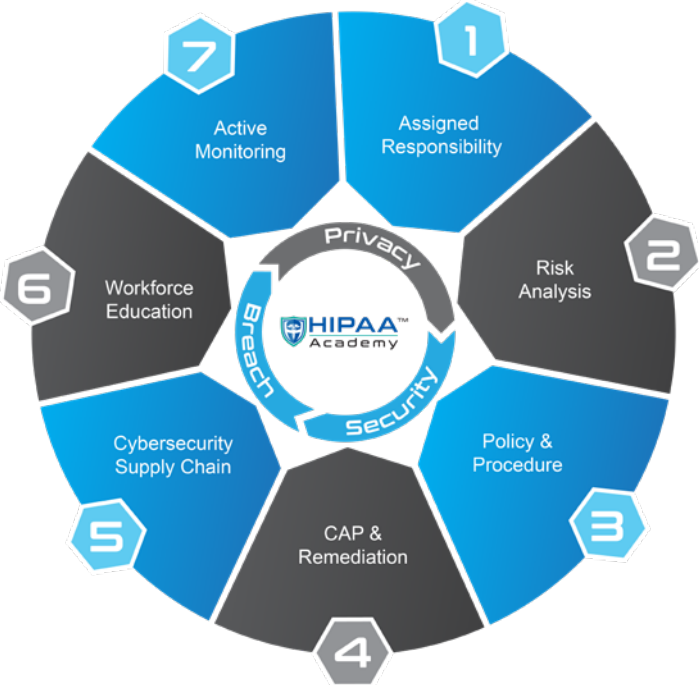 1
Assigned
Responsibility
2
Risk
Analysis
3
Policy &
Procedure
4
CAP &
Remediation
5
Cybersecurity
Supply Chain
6
Workforce
Education
7
Active
Monitoring
Privacy
Security
Breach
HIPAA™
Academy